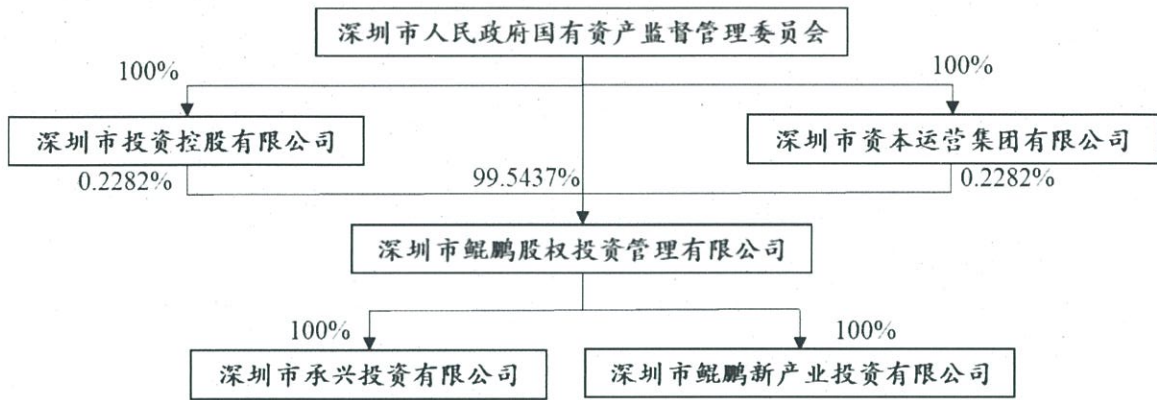 深圳市人民政府国有资产监督管理委员会
100%
100%
深圳市投资控股有限公司
深圳市资本运营集团有限公司
0.2282%
99.5437%
0.2282%
深圳市鲲鹏股权投资管理有限公司
100%
100%
深圳市承兴投资有限公司
深圳市鲲鹏新产业投资有限公司